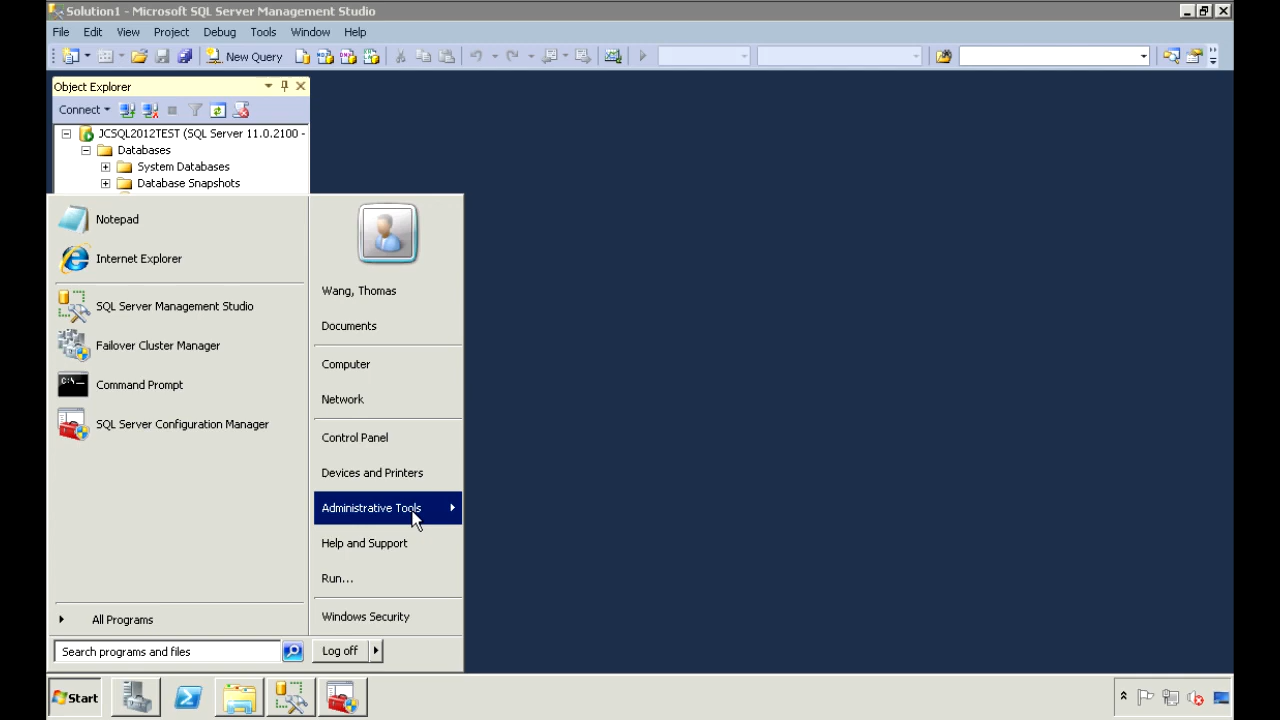 Solution1 - Microsoft SQL Server Management Studio
File Edit View Project Debug Tools Window Help
New Query
Object Explorer
Connect
JCSQL2012TEST (SQL Server 11.0.2100 -
Databases
System Databases
Database Snapshots
Notepad
Internet Explorer
SQL Server Management Studio
Failover Cluster Manager
Command Prompt
SQL Server Configuration Manager
All Programs
Search programs and files
Wang, Thomas
Documents
Computer
Network
Control Panel
Devices and Printers
Administrative Tools
Help and Support
Run...
Windows Security
Log off
Start